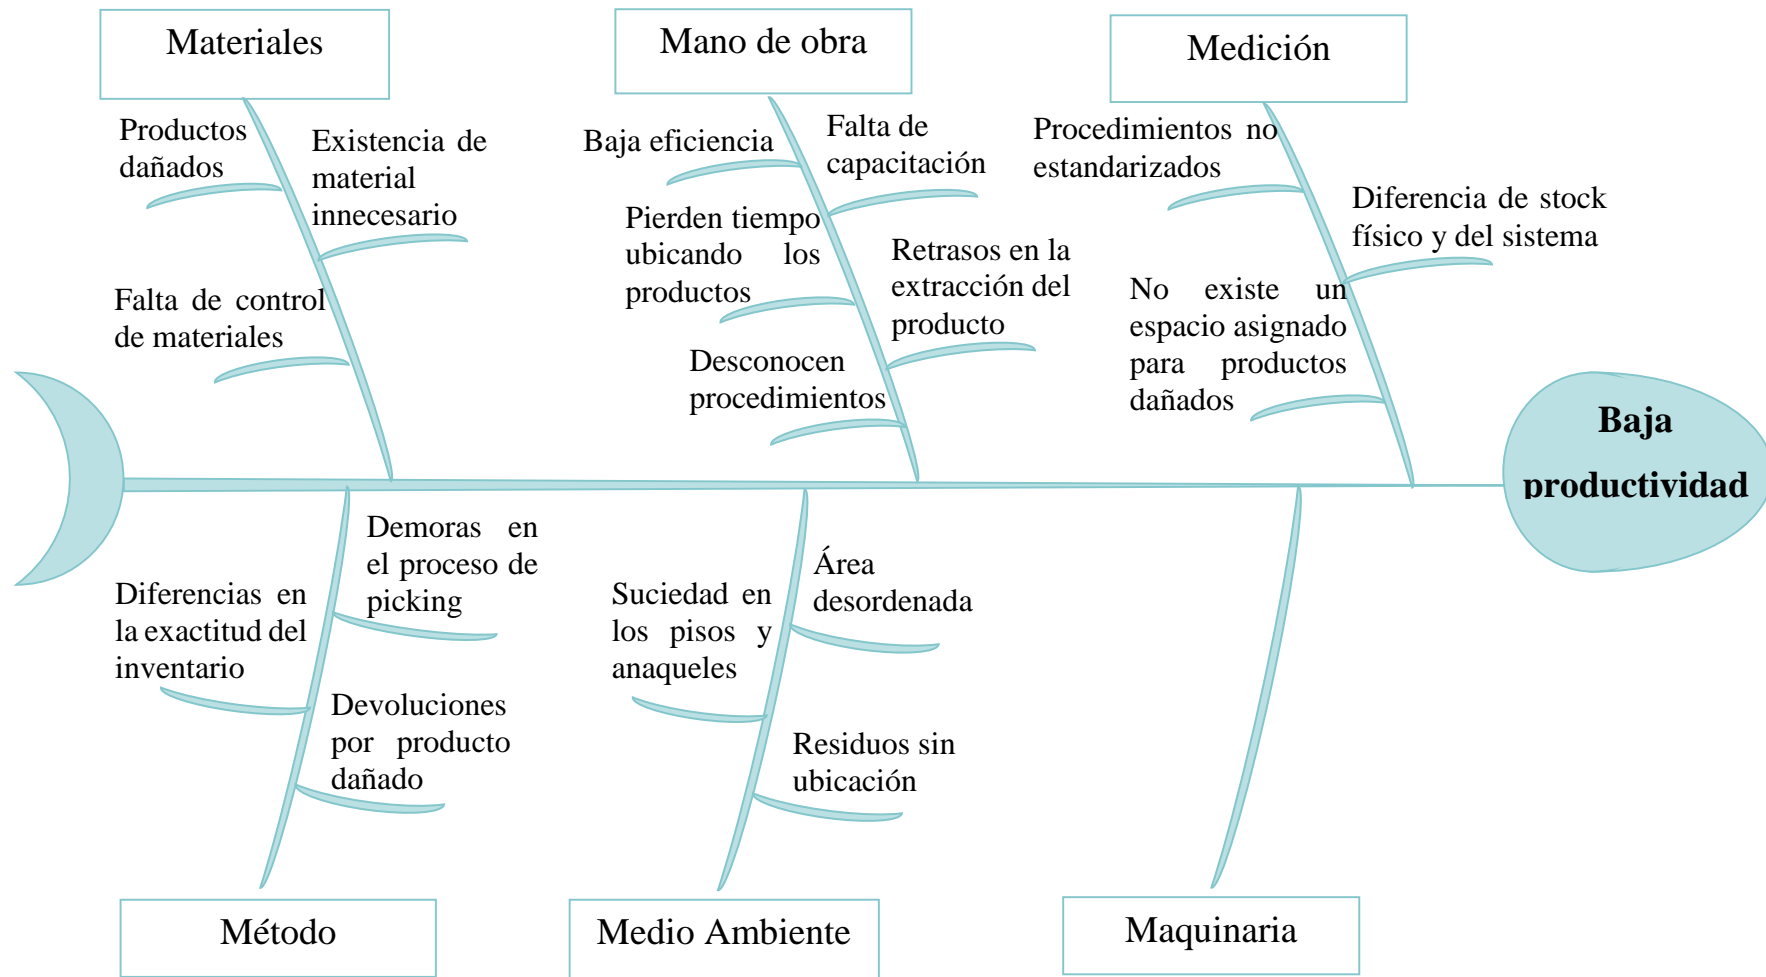 Materiales
Mano de obra
Medición
Productos
dañados
Existencia de
material
innecesario
Falta de control
de materiales
Baja eficiencia
Falta de
capacitación
Pierden tiempo
ubicando los
productos
Retrasos en la
extracción del
producto
Desconocen
procedimientos
Procedimientos no
estandarizados
Diferencia de stock
físico y del sistema
No existe un
espacio asignado
para productos
dañados
Baja
productividad
Demoras en
el proceso de
picking
Diferencias en
la exactitud del
inventario
Devoluciones
por producto
dañado
Área
desordenada
Suciedad en
los pisos y
anaqueles
Residuos sin
ubicación
Método
Medio Ambiente
Maquinaria